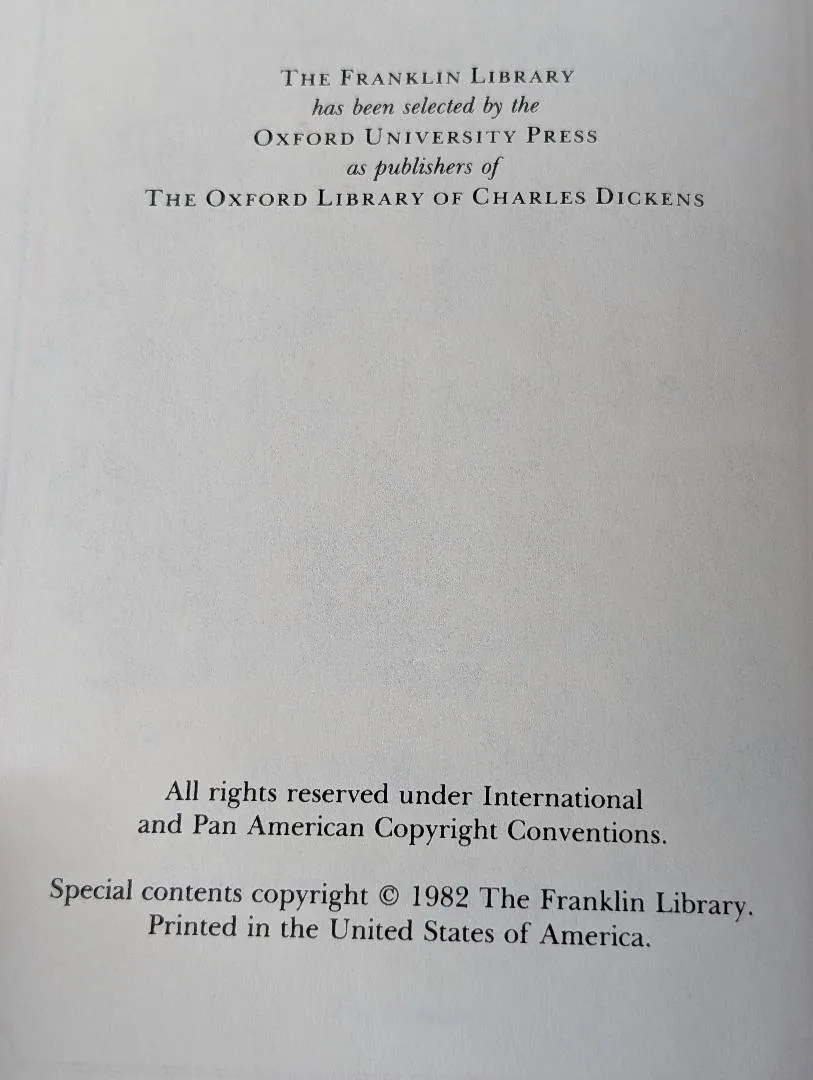 THE FRANKLIN LIBRARY
has been selected by the
OXFORD UNIVERSITY PRESS
as publishers of
THE OXFORD LIBRARY OF CHARLES DICKENS
All rights reserved under International
and Pan American Copyright Conventions.
Special contents copyright © 1982 The Franklin Library.
Printed in the United States of America.